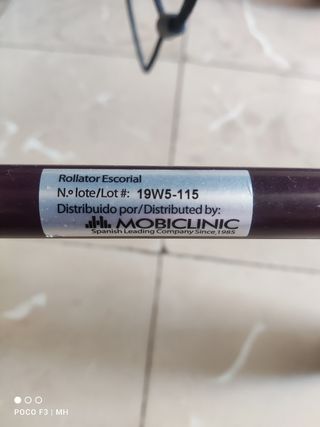 Rollator Escorial
N.º lote/Lot #: 19W5-115
Distribuido por/Distributed by:
MOBICLINIC
Spanish Leading Company Since,1985
POCO F3 | MH